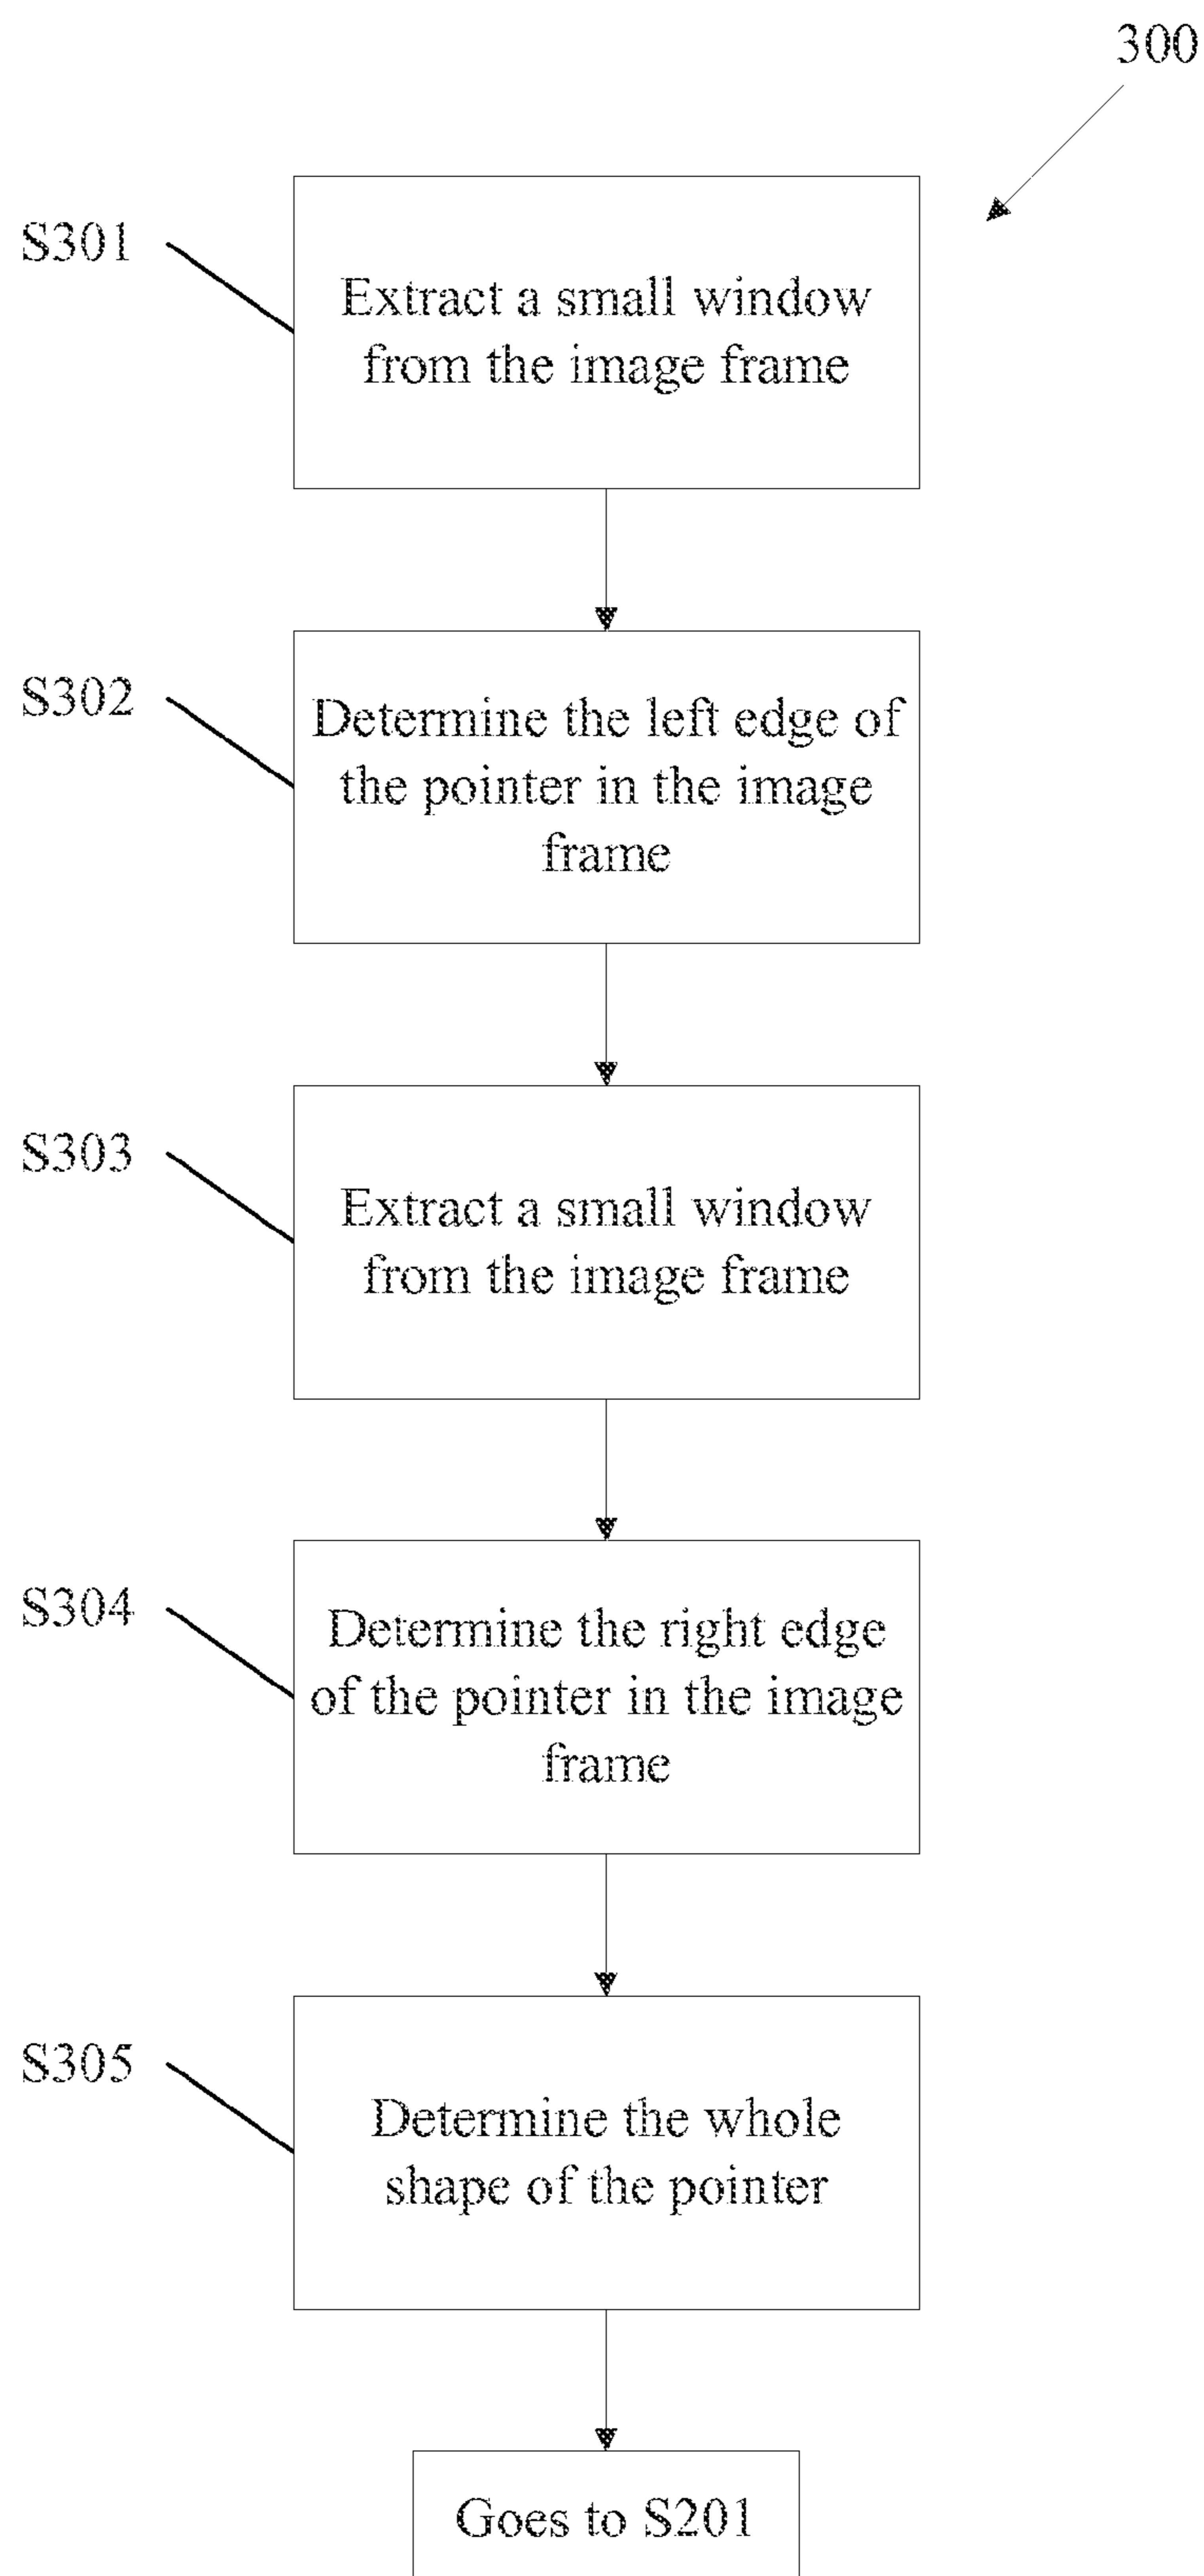 300
S301
Extract a small window
from the image frame
S302
Determine the left edge of
the pointer in the image
frame
S303
Extract a small window
from the image frame
S304
Determine the right edge
of the pointer in the image
frame
S305
Determine the whole
shape of the pointer
Goes to S201